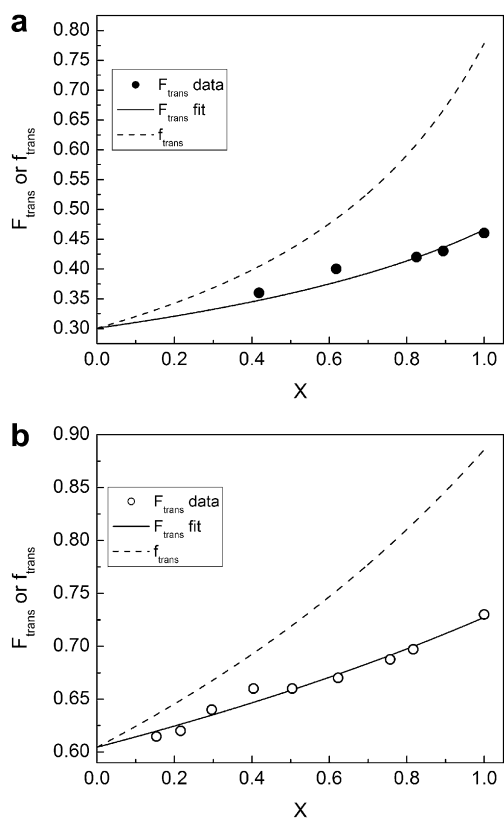 a
0.80
0.75
0.70
0.65
0.60
0.55
0.50
0.45
0.40
0.35
0.30
F_trans or f_trans
F_trans data
F_trans fit
f_trans
0.0 0.2 0.4 0.6 0.8 1.0
X
b
0.90
0.85
0.80
0.75
0.70
0.65
0.60
F_trans or f_trans
F_trans data
F_trans fit
f_trans
0.0 0.2 0.4 0.6 0.8 1.0
X